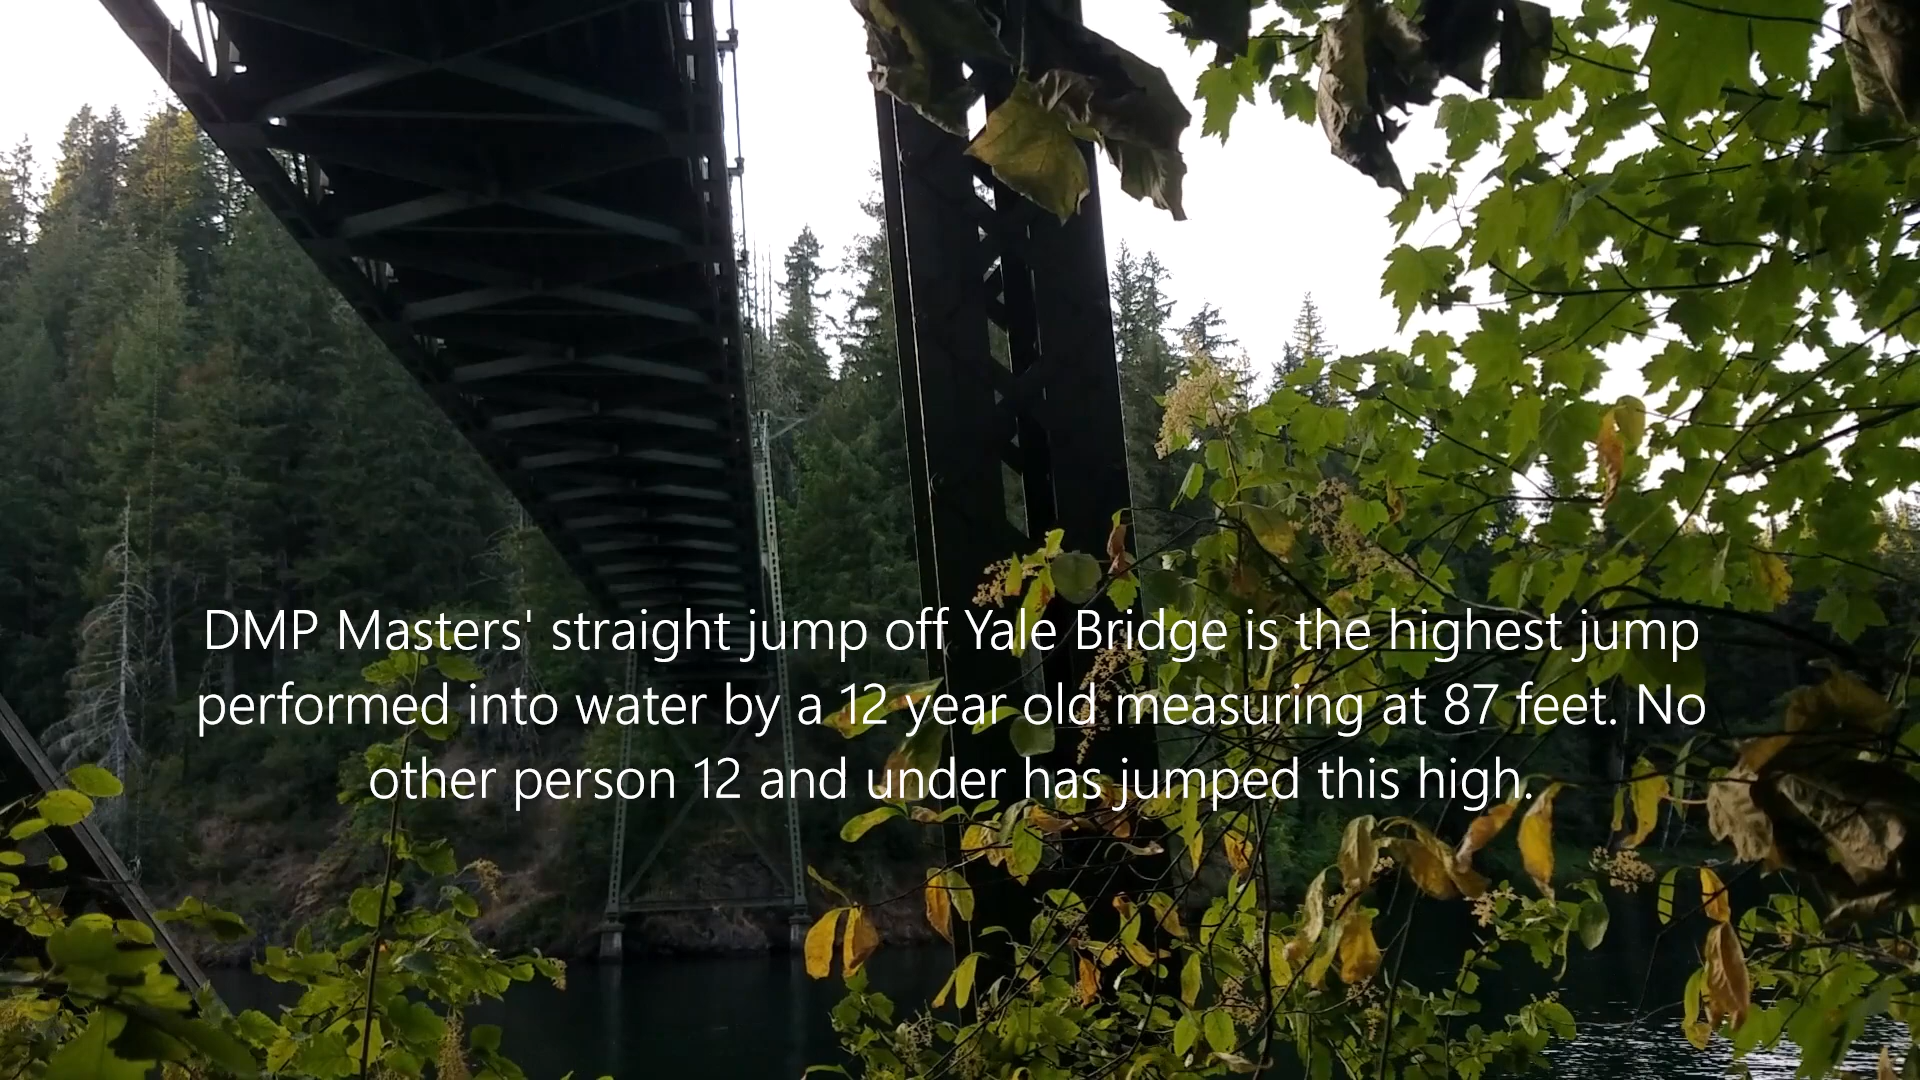 DMP Masters' straight jump off Yale Bridge is the highest jump
performed into water by a 12 year old measuring at 87 feet. No
other person 12 and under has jumped this high.